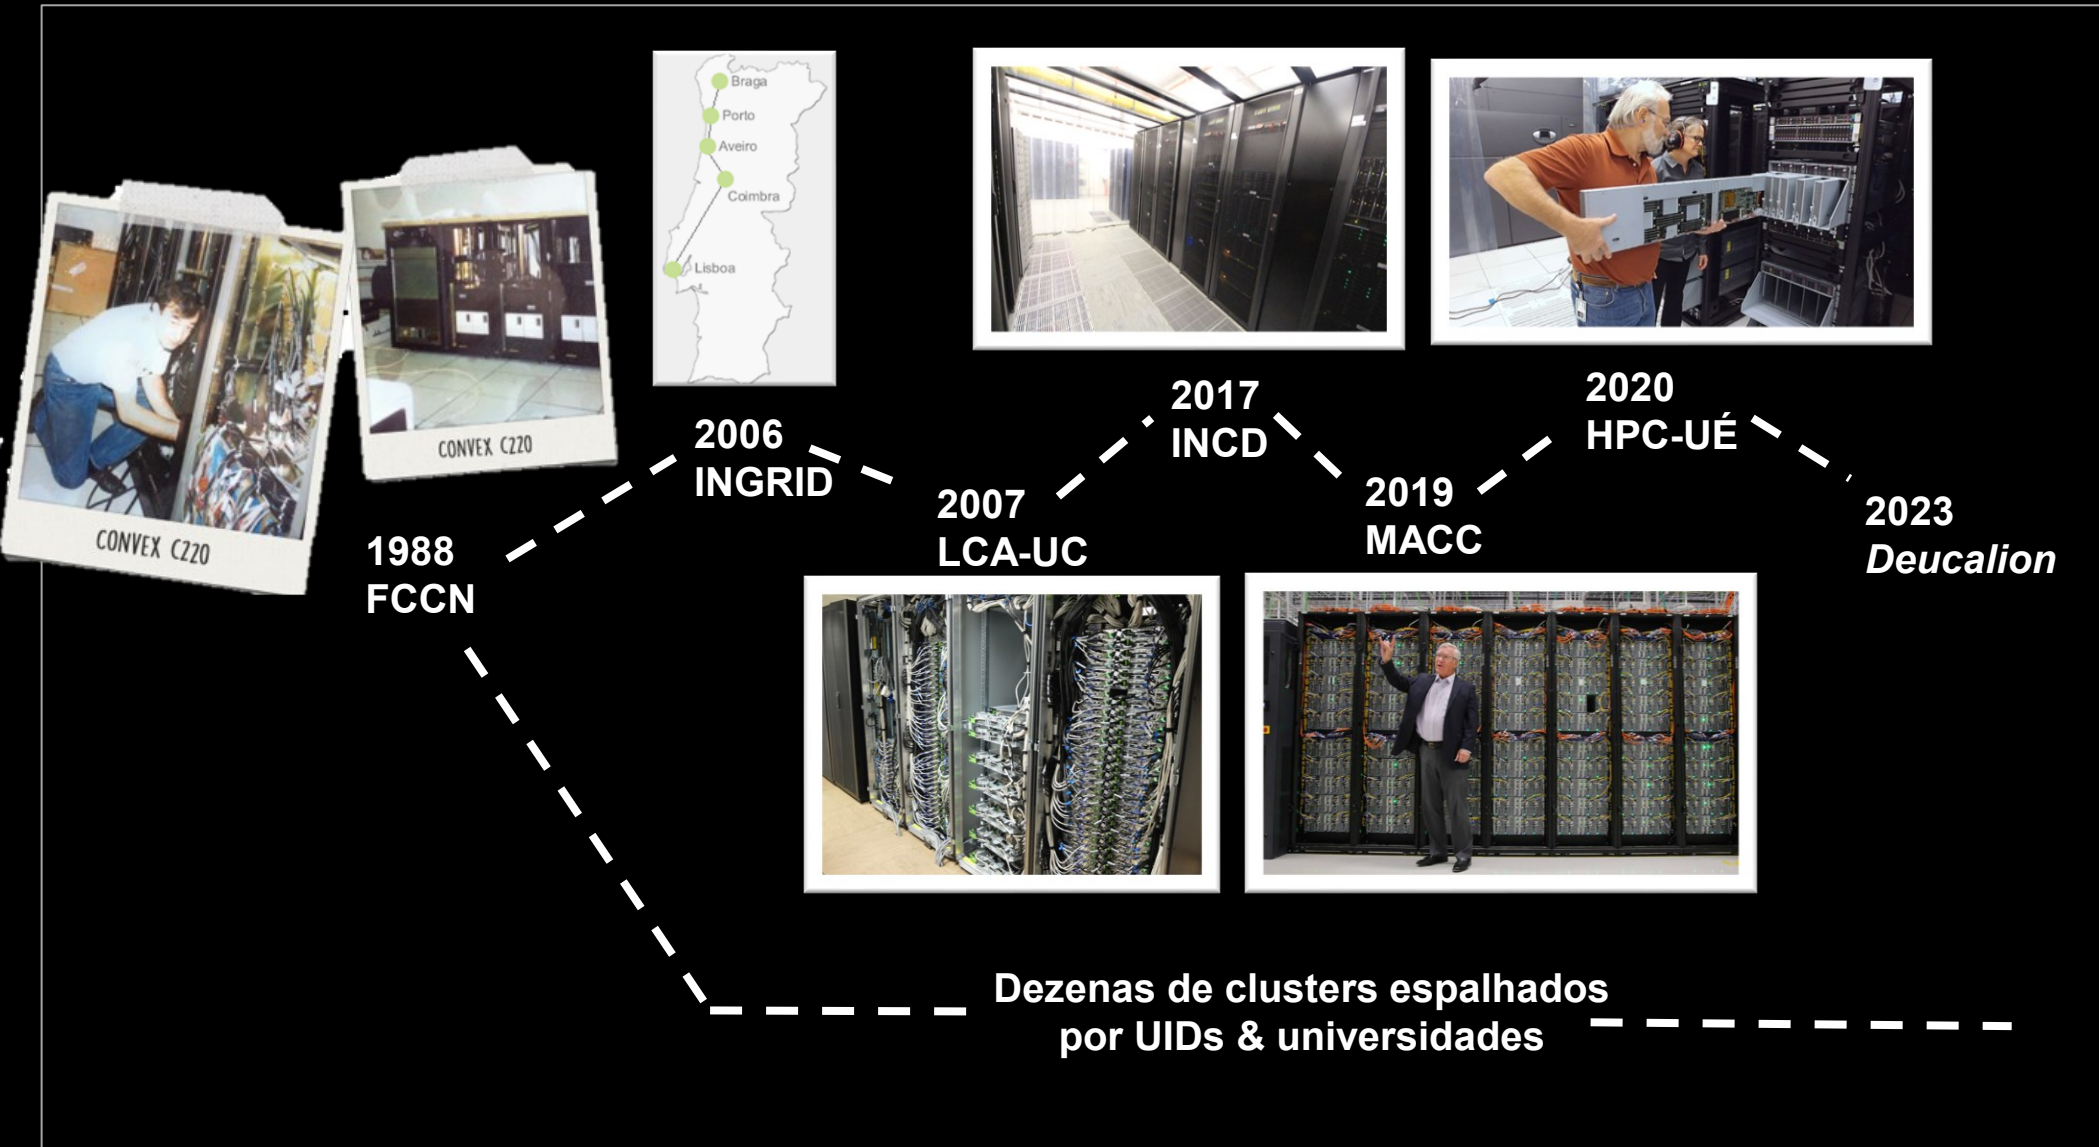 Braga
Porto
Aveiro
Coimbra
Lisboa
CONVEX C220
CONVEX C220
1988
FCCN
2006
INGRID
2007
LCA-UC
2017
INCD
2019
MACC
2020
HPC-UÉ
2023
Deucalion
Dezenas de clusters espalhados
por UIDs & universidades